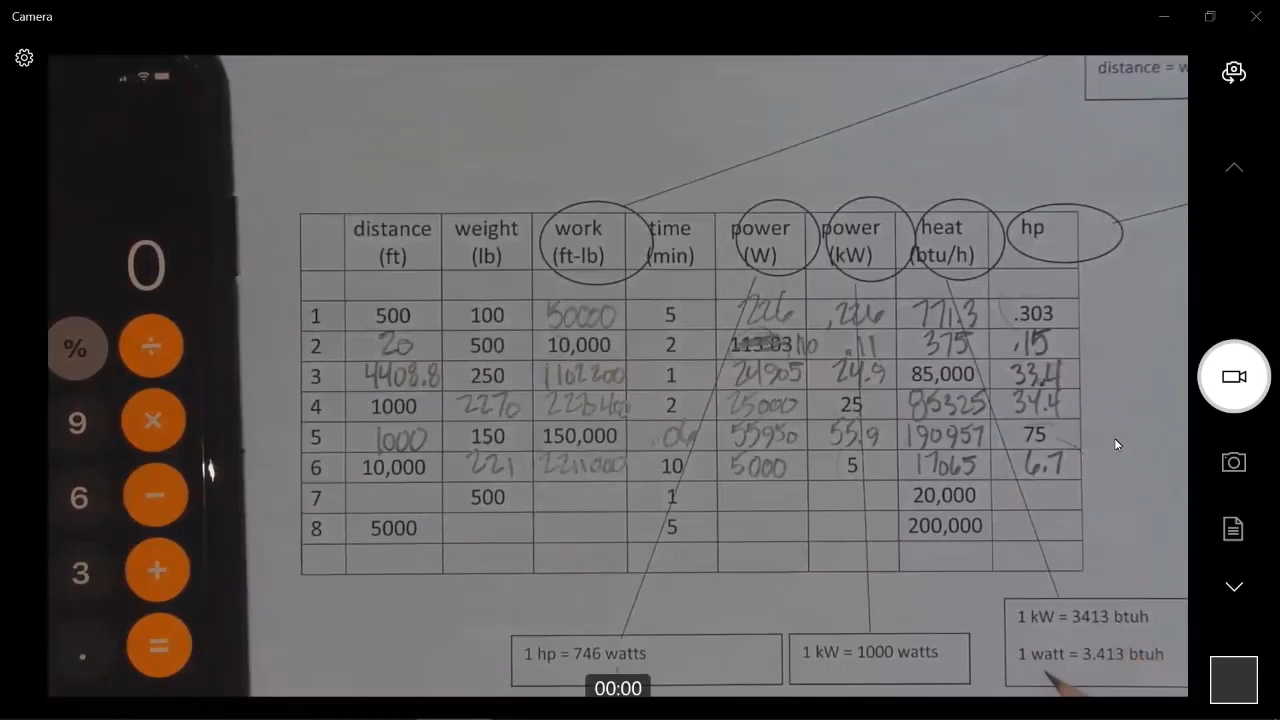 Camera
distance = w
0
%
÷
9
×
6
−
3
+
.
=
distance (ft) weight (lb) work (ft-lb) time (min) power (W) power (kW) heat (btu/h) hp
1 500 100 50000 5 226 .226 771.3 .303
2 20 500 10,000 2 110 .11 375 .15
3 4408.8 250 1102200 1 24905 24.9 85,000 33.4
4 1000 2270 2 25000 25 85325 34.4
5 1000 150 150,000 55950 55.9 190957 75
6 10,000 221 2211000 10 5000 5 17065 6.7
7 500 1 20,000
8 5000 5 200,000
1 hp = 746 watts
1 kW = 1000 watts
1 kW = 3413 btuh
1 watt = 3.413 btuh
00:00